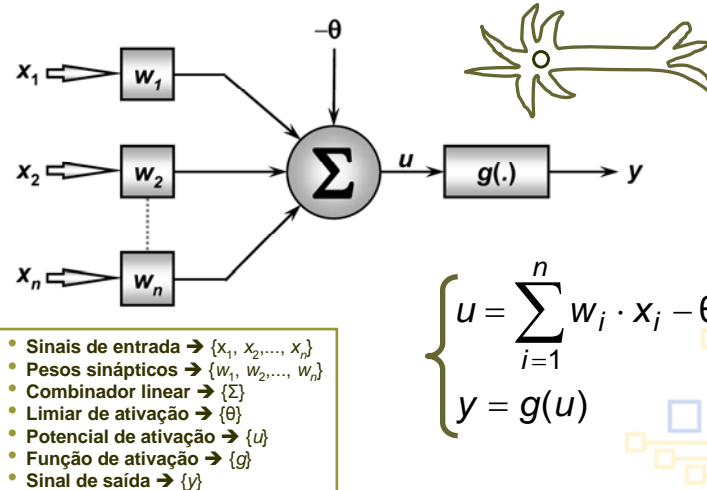 −θ
x₁ w₁
x₂ w₂
Σ u g(.) y
xₙ wₙ
u = ∑ᵢ₌₁ⁿ wᵢ · xᵢ − θ
y = g(u)
• Sinais de entrada ➔ {x₁, x₂,..., xₙ}
• Pesos sinápticos ➔ {w₁, w₂,..., wₙ}
• Combinador linear ➔ {Σ}
• Limiar de ativação ➔ {θ}
• Potencial de ativação ➔ {u}
• Função de ativação ➔ {g}
• Sinal de saída ➔ {y}